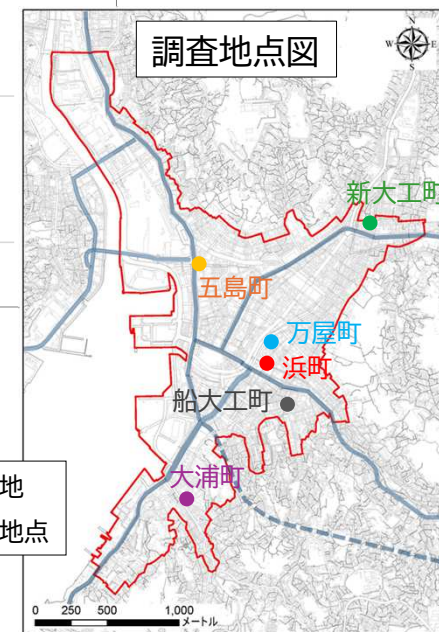 調査地点図
N
W E
S
新大工町
五島町
万屋町
浜町
船大工町
地
大浦町
地点
0 250 500 1,000
メートル